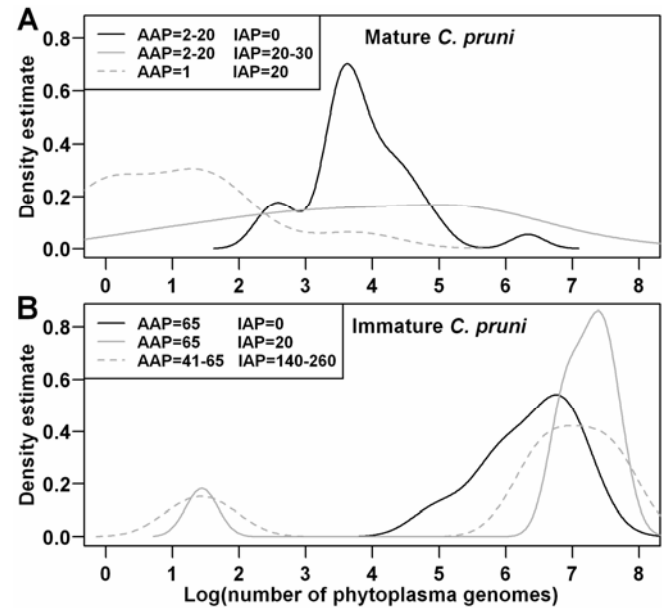 A
AAP=2-20 IAP=0
AAP=2-20 IAP=20-30
AAP=1 IAP=20
Mature C. pruni
Density estimate
0.8
0.6
0.4
0.2
0.0
0 1 2 3 4 5 6 7 8
B
AAP=65 IAP=0
AAP=65 IAP=20
AAP=41-65 IAP=140-260
Immature C. pruni
Density estimate
0.8
0.6
0.4
0.2
0.0
0 1 2 3 4 5 6 7 8
Log(number of phytoplasma genomes)